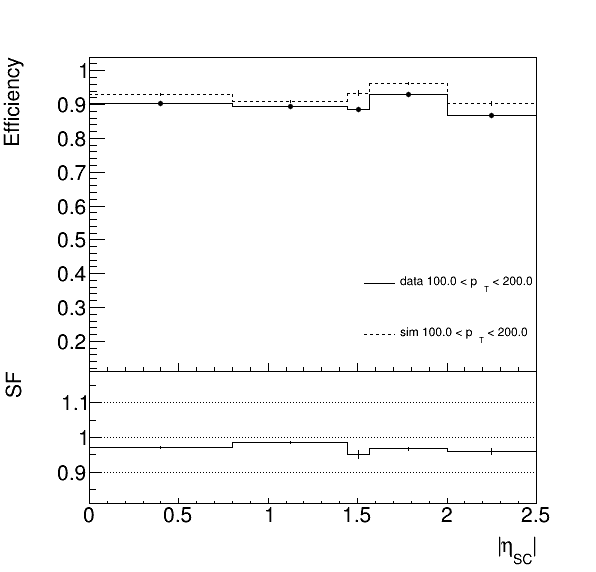 Efficiency
1
0.9
0.8
0.7
0.6
0.5
0.4
0.3
0.2
data 100.0 < p T < 200.0
sim 100.0 < p T < 200.0
SF
1.1
1
0.9
0 0.5 1 1.5 2 2.5
|ηSC|